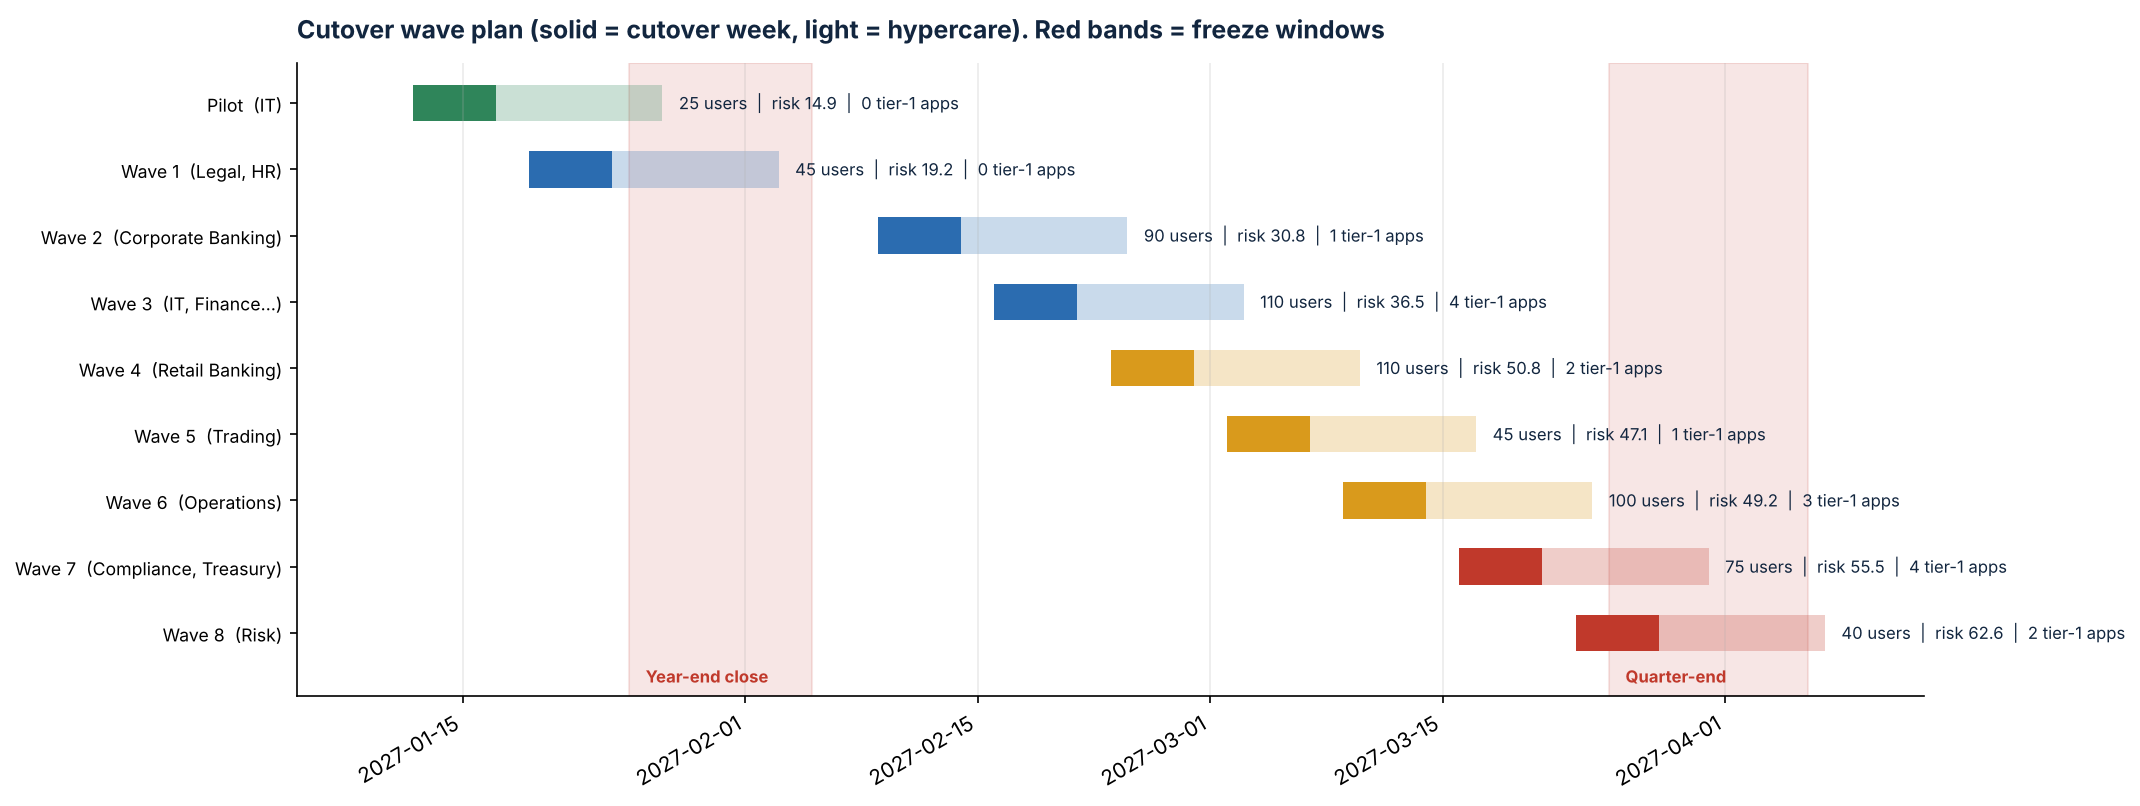 Cutover wave plan (solid = cutover week, light = hypercare). Red bands = freeze windows
Pilot (IT)
25 users | risk 14.9 | 0 tier-1 apps
Wave 1 (Legal, HR)
45 users | risk 19.2 | 0 tier-1 apps
Wave 2 (Corporate Banking)
90 users | risk 30.8 | 1 tier-1 apps
Wave 3 (IT, Finance...)
110 users | risk 36.5 | 4 tier-1 apps
Wave 4 (Retail Banking)
110 users | risk 50.8 | 2 tier-1 apps
Wave 5 (Trading)
45 users | risk 47.1 | 1 tier-1 apps
Wave 6 (Operations)
100 users | risk 49.2 | 3 tier-1 apps
Wave 7 (Compliance, Treasury)
75 users | risk 55.5 | 4 tier-1 apps
Wave 8 (Risk)
40 users | risk 62.6 | 2 tier-1 apps
Year-end close
Quarter-end
2027-01-15
2027-02-01
2027-02-15
2027-03-01
2027-03-15
2027-04-01